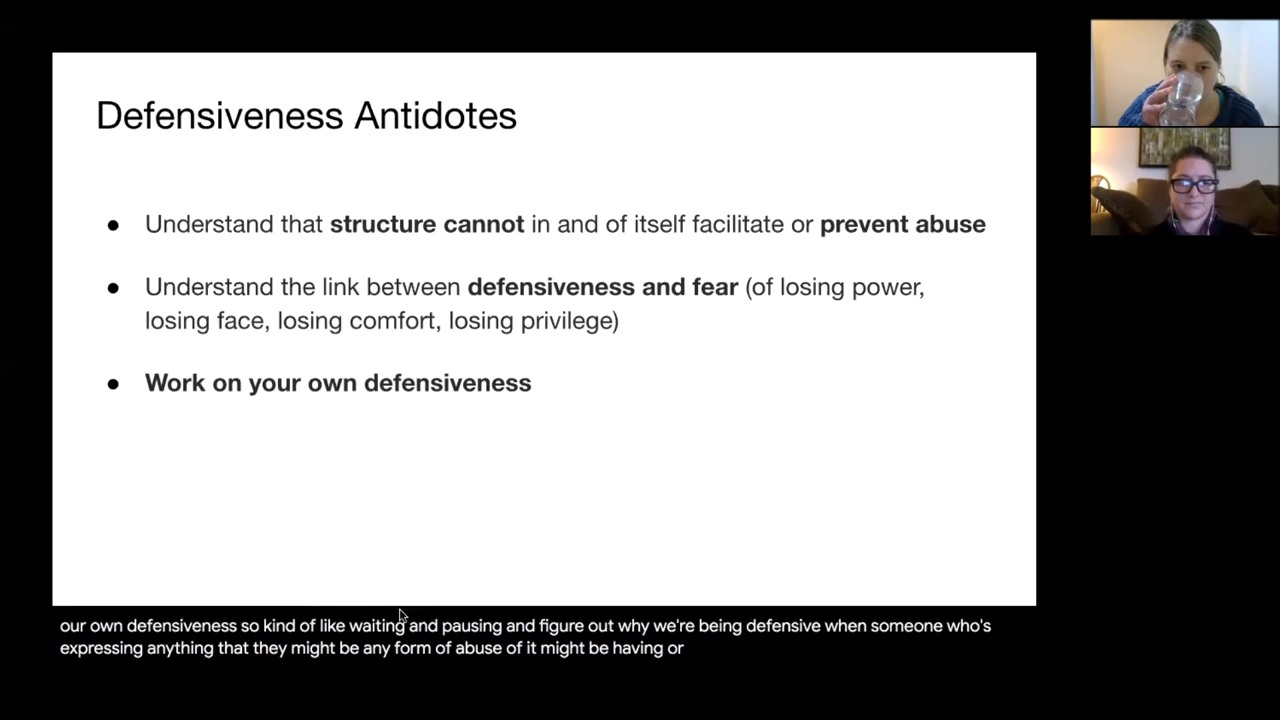 Defensiveness Antidotes
● Understand that structure cannot in and of itself facilitate or prevent abuse
● Understand the link between defensiveness and fear (of losing power,
losing face, losing comfort, losing privilege)
● Work on your own defensiveness
our own defensiveness so kind of like waiting and pausing and figure out why we're being defensive when someone who's
expressing anything that they might be any form of abuse of it might be having or